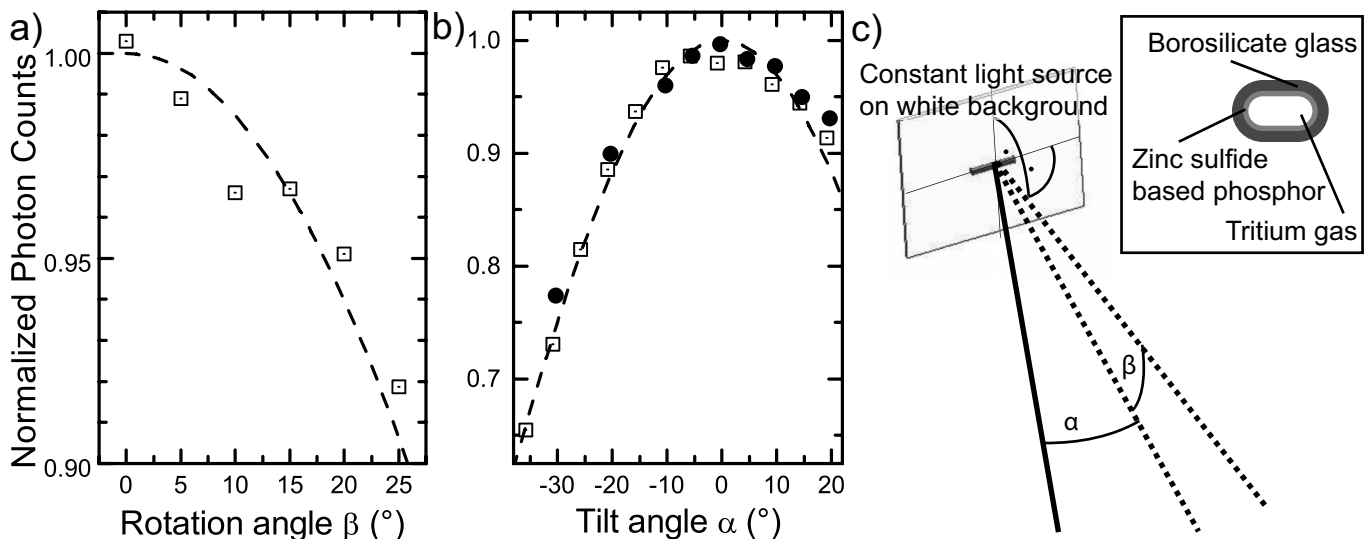 a)
Normalized Photon Counts
1.00
0.95
0.90
0 5 10 15 20 25
Rotation angle β (°)
b)
1.0
0.9
0.8
0.7
-30 -20 -10 0 10 20
Tilt angle α (°)
c)
Constant light source
on white background
α
β
Borosilicate glass
Zinc sulfide
based phosphor
Tritium gas